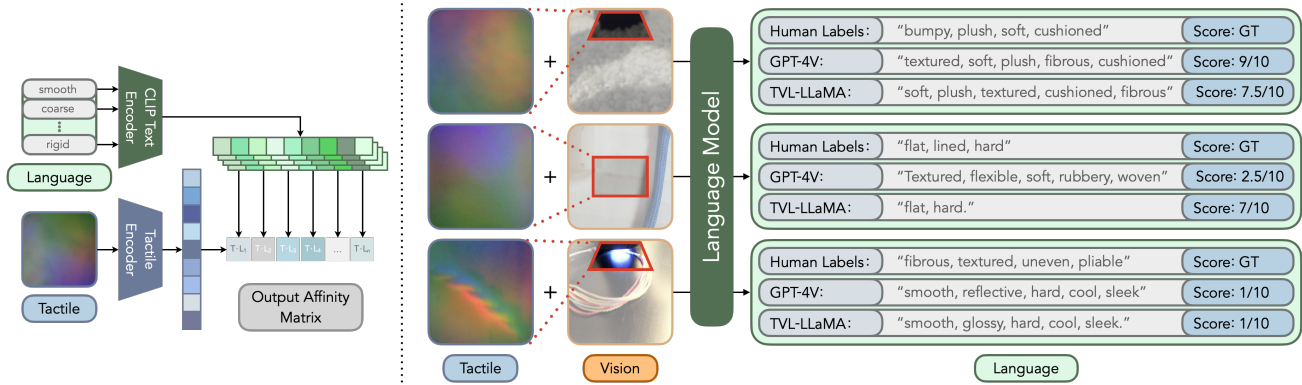 smooth
coarse
rigid
Language
CLIP Text
Encoder
Tactile
Tactile
Encoder
T·L1 T·L2 T·L3 T·L4 ... T·Ln
Output Affinity
Matrix
Tactile
Vision
Language Model
Human Labels: “bumpy, plush, soft, cushioned” Score: GT
GPT-4V: “textured, soft, plush, fibrous, cushioned” Score: 9/10
TVL-LLaMA: “soft, plush, textured, cushioned, fibrous” Score: 7.5/10
Human Labels: “flat, lined, hard” Score: GT
GPT-4V: “Textured, flexible, soft, rubbery, woven” Score: 2.5/10
TVL-LLaMA: “flat, hard.” Score: 7/10
Human Labels: “fibrous, textured, uneven, pliable” Score: GT
GPT-4V: “smooth, reflective, hard, cool, sleek” Score: 1/10
TVL-LLaMA: “smooth, glossy, hard, cool, sleek.” Score: 1/10
Language